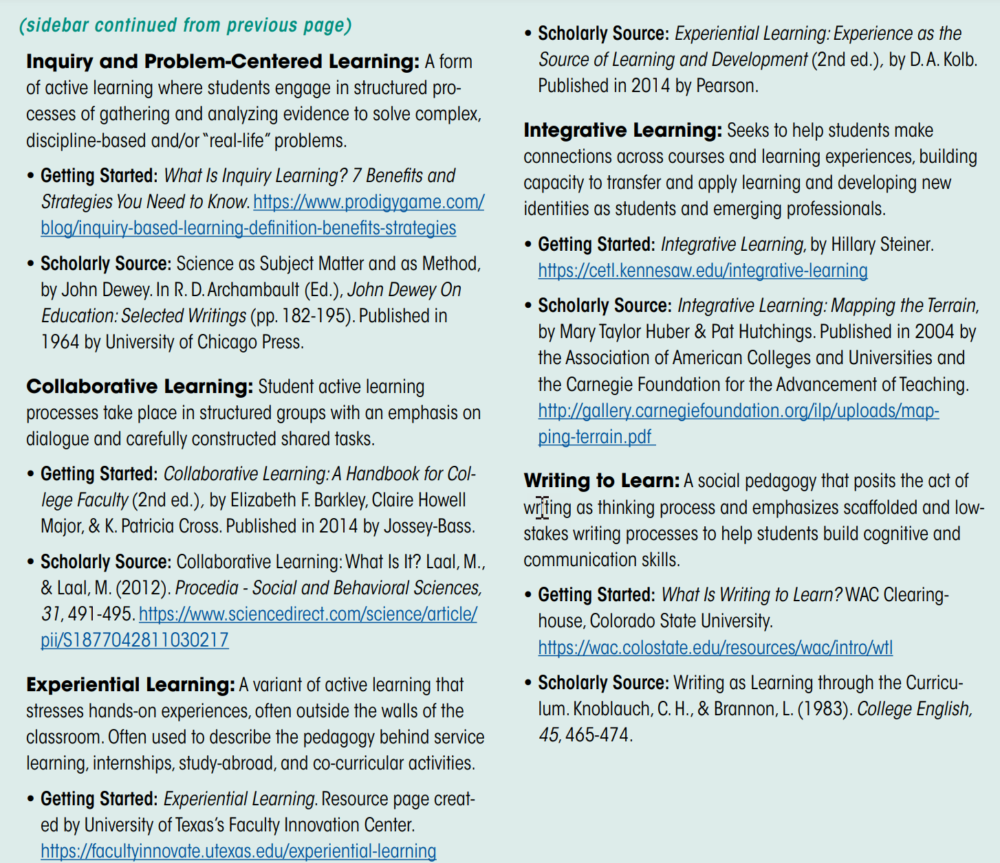 (sidebar continued from previous page)
Inquiry and Problem-Centered Learning: A form
of active learning where students engage in structured pro-
cesses of gathering and analyzing evidence to solve complex,
discipline-based and/or “real-life” problems.
• Getting Started: What Is Inquiry Learning? 7 Benefits and
Strategies You Need to Know. https://www.prodigygame.com/
blog/inquiry-based-learning-definition-benefits-strategies
• Scholarly Source: Science as Subject Matter and as Method,
by John Dewey. In R. D. Archambault (Ed.), John Dewey On
Education: Selected Writings (pp. 182-195). Published in
1964 by University of Chicago Press.
Collaborative Learning: Student active learning
processes take place in structured groups with an emphasis on
dialogue and carefully constructed shared tasks.
• Getting Started: Collaborative Learning: A Handbook for Col-
lege Faculty (2nd ed.), by Elizabeth F. Barkley, Claire Howell
Major, & K. Patricia Cross. Published in 2014 by Jossey-Bass.
• Scholarly Source: Collaborative Learning: What Is It? Laal, M.,
& Laal, M. (2012). Procedia - Social and Behavioral Sciences,
31, 491-495. https://www.sciencedirect.com/science/article/
pii/S1877042811030217
Experiential Learning: A variant of active learning that
stresses hands-on experiences, often outside the walls of the
classroom. Often used to describe the pedagogy behind service
learning, internships, study-abroad, and co-curricular activities.
• Getting Started: Experiential Learning. Resource page creat-
ed by University of Texas’s Faculty Innovation Center.
https://facultyinnovate.utexas.edu/experiential-learning
• Scholarly Source: Experiential Learning: Experience as the
Source of Learning and Development (2nd ed.), by D. A. Kolb.
Published in 2014 by Pearson.
Integrative Learning: Seeks to help students make
connections across courses and learning experiences, building
capacity to transfer and apply learning and developing new
identities as students and emerging professionals.
• Getting Started: Integrative Learning, by Hillary Steiner.
https://cetl.kennesaw.edu/integrative-learning
• Scholarly Source: Integrative Learning: Mapping the Terrain,
by Mary Taylor Huber & Pat Hutchings. Published in 2004 by
the Association of American Colleges and Universities and
the Carnegie Foundation for the Advancement of Teaching.
http://gallery.carnegiefoundation.org/ilp/uploads/map-
ping-terrain.pdf
Writing to Learn: A social pedagogy that posits the act of
writing as thinking process and emphasizes scaffolded and low-
stakes writing processes to help students build cognitive and
communication skills.
• Getting Started: What Is Writing to Learn? WAC Clearing-
house, Colorado State University.
https://wac.colostate.edu/resources/wac/intro/wtl
• Scholarly Source: Writing as Learning through the Curricu-
lum. Knoblauch, C. H., & Brannon, L. (1983). College English,
45, 465-474.